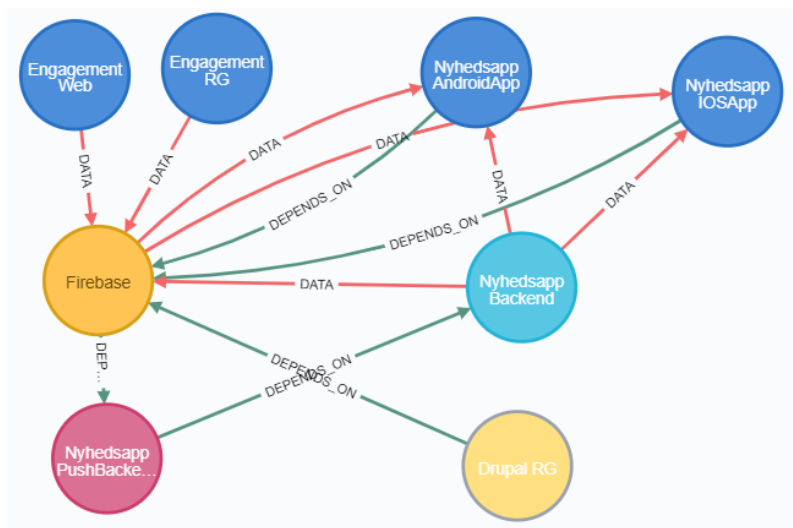 Engagement
Web
Engagement
RG
Nyhedsapp
AndroidApp
Nyhedsapp
IOSApp
DATA
DATA
DATA
DATA
DATA
DATA
DEPENDS_ON
DEPENDS_ON
Firebase
DATA
Nyhedsapp
Backend
DEP...
DEPENDS_ON
DEPENDS_ON
Nyhedsapp
PushBacke...
Drupal RG